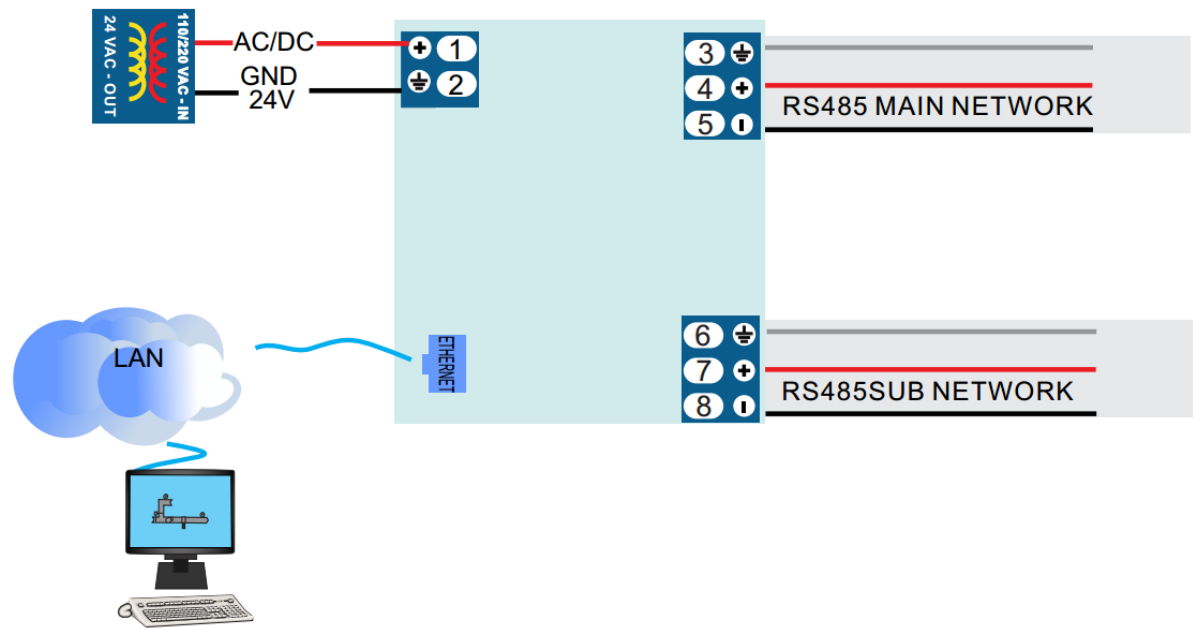 110/220 VAC - IN
24 VAC - OUT
AC/DC
GND
24V
1
2
3
4
5
RS485 MAIN NETWORK
LAN
ETHERNET
6
7
8
RS485SUB NETWORK